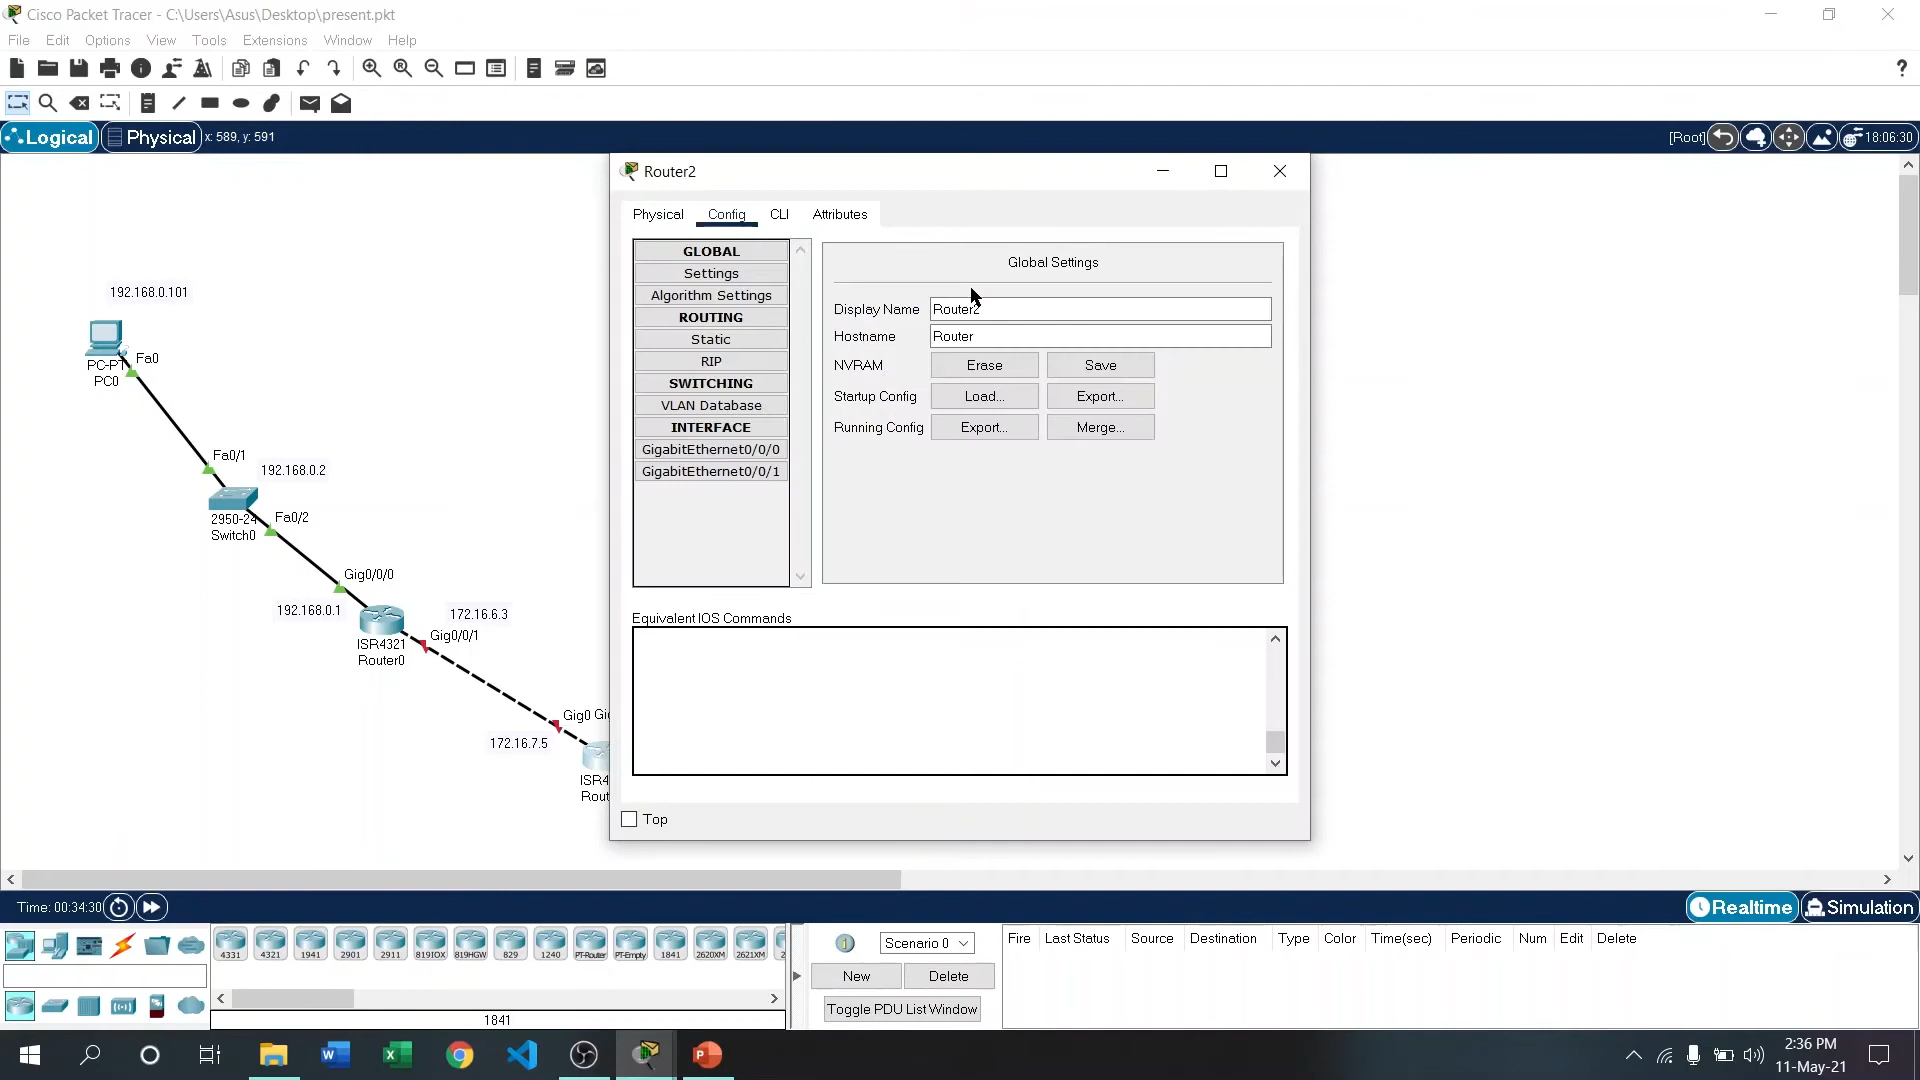 Cisco Packet Tracer - C:\Users\Asus\Desktop\present.pkt
File Edit Options View Tools Extensions Window Help
?
Logical Physical x: 589, y: 591
[Root] 18:06:30
192.168.0.101
Fa0
PC-PT
PC0
Fa0/1
192.168.0.2
2950-24
Switch0
Fa0/2
Gig0/0/0
192.168.0.1
172.16.6.3
Gig0/0/1
ISR4321
Router0
Gig0 Gig
172.16.7.5
ISR4
Rout
Router2
Physical Config CLI Attributes
GLOBAL
Settings
Algorithm Settings
ROUTING
Static
RIP
SWITCHING
VLAN Database
INTERFACE
GigabitEthernet0/0/0
GigabitEthernet0/0/1
Global Settings
Display Name Router2
Hostname Router
NVRAM Erase Save
Startup Config Load... Export...
Running Config Export... Merge...
Equivalent IOS Commands
Top
Time: 00:34:30
Realtime Simulation
4331 4321 1941 2901 2911 819IOX 819HGW 829 1240 PT-Router PT-Empty 1841 2620XM 2621XM 2
1841
Scenario 0
New Delete
Toggle PDU List Window
Fire Last Status Source Destination Type Color Time(sec) Periodic Num Edit Delete
2:36 PM
11-May-21